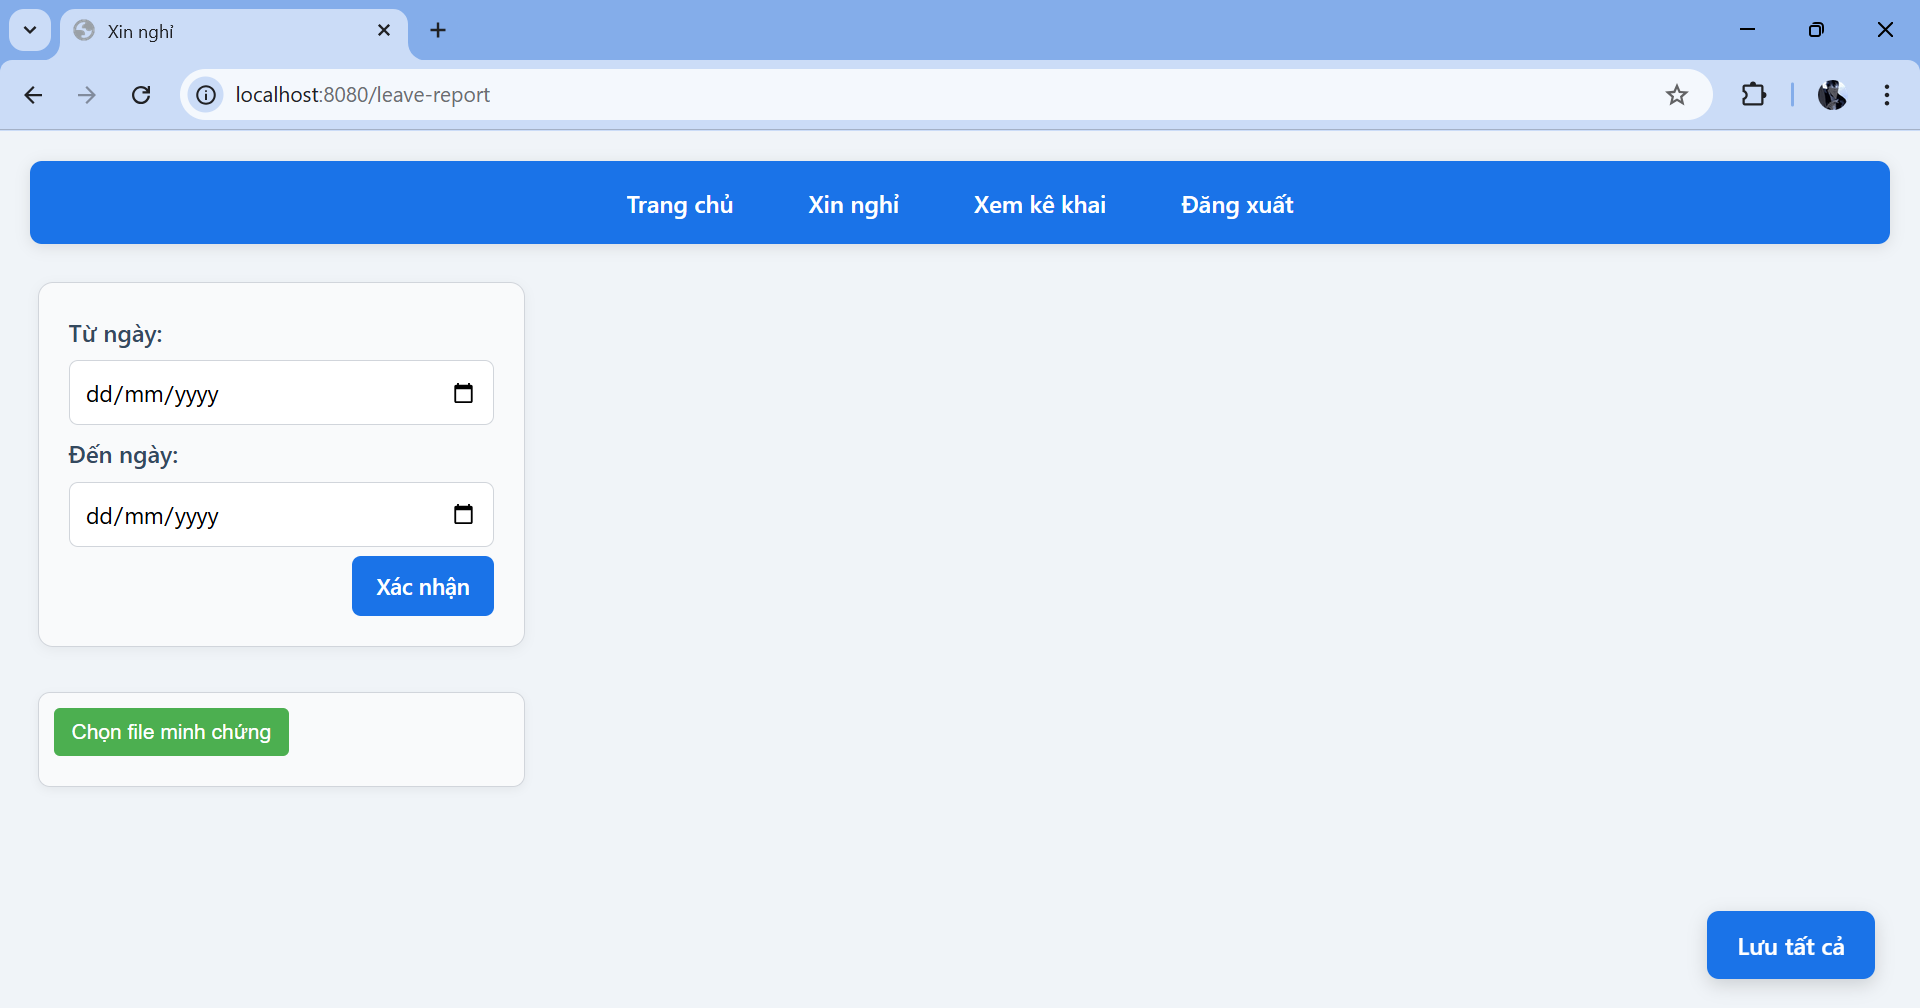 Xin nghỉ
localhost:8080/leave-report
Trang chủ Xin nghỉ Xem kê khai Đăng xuất
Từ ngày:
dd/mm/yyyy
Đến ngày:
dd/mm/yyyy
Xác nhận
Chọn file minh chứng
Lưu tất cả